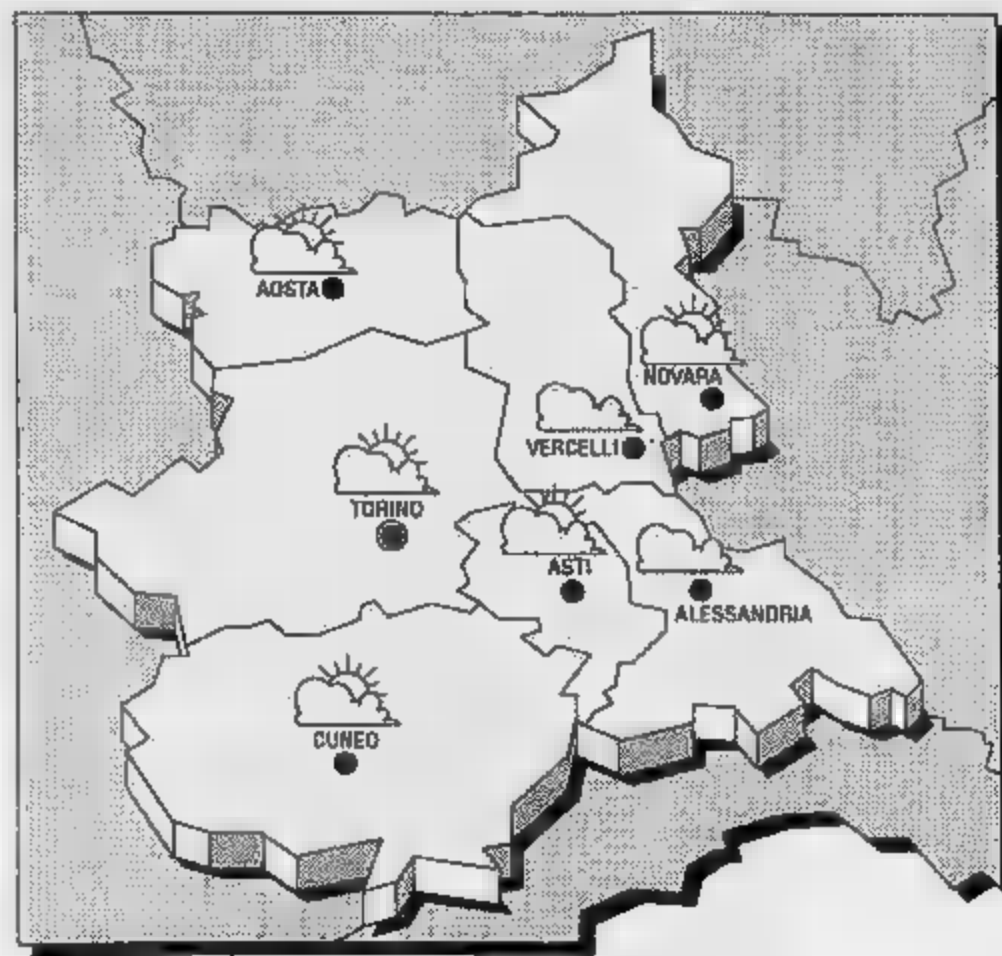 AOSTA
NOVARA
VERCELLI
TORINO
ASTI
ALESSANDRIA
CUNEO